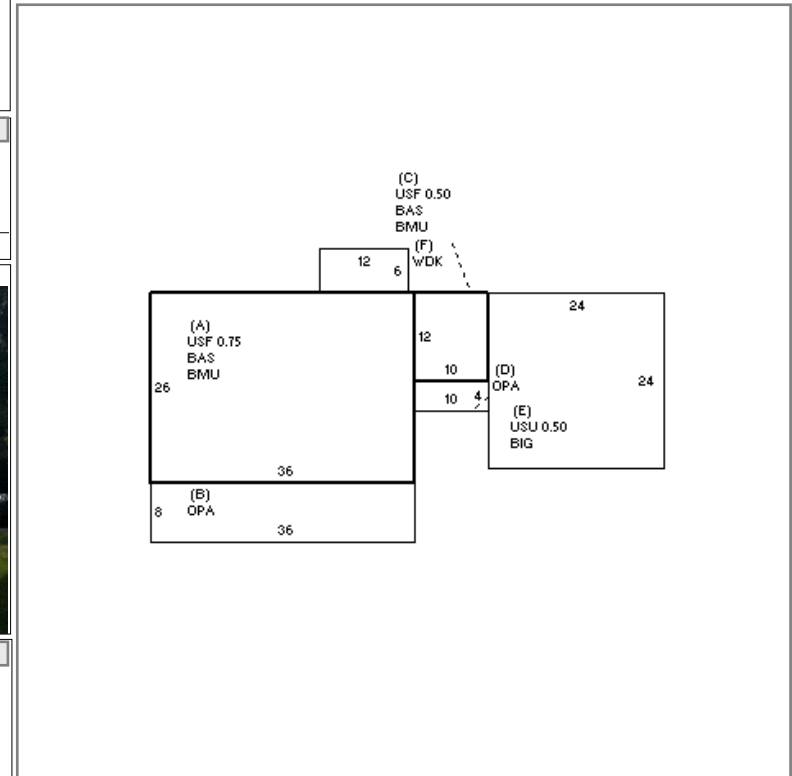 (C)
USF 0.50
BAS
BMU
(F)
WDK
12
6
24
(A)
USF 0.75
BAS
BMU
12
26
10
(D)
OPA
24
10
4
(E)
USU 0.50
BIG
36
(B)
OPA
8
36